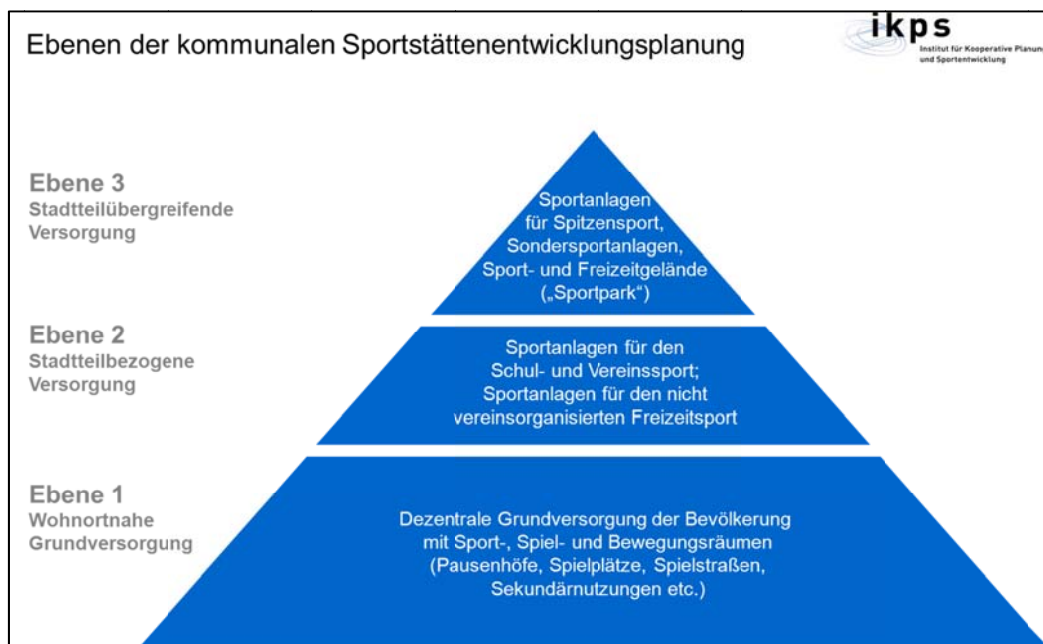 Ebenen der kommunalen Sportstättenentwicklungsplanung
ikps
Institut für Kooperative Planung
und Sportentwicklung
Ebene 3
Stadtteilübergreifende
Versorgung
Sportanlagen
für Spitzensport,
Sondersportanlagen,
Sport- und Freizeitgelände
(„Sportpark“)
Ebene 2
Stadtteilbezogene
Versorgung
Sportanlagen für den
Schul- und Vereinssport;
Sportanlagen für den nicht
vereinsorganisierten Freizeitsport
Ebene 1
Wohnortnahe
Grundversorgung
Dezentrale Grundversorgung der Bevölkerung
mit Sport-, Spiel- und Bewegungsräumen
(Pausenhöfe, Spielplätze, Spielstraßen,
Sekundärnutzungen etc.)